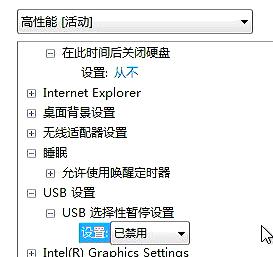 高性能 [活动]
在此时间后关闭硬盘
设置: 从不
Internet Explorer
桌面背景设置
无线适配器设置
睡眠
允许使用唤醒定时器
USB 设置
USB 选择性暂停设置
设置: 已禁用
Intel(R) Graphics Settings